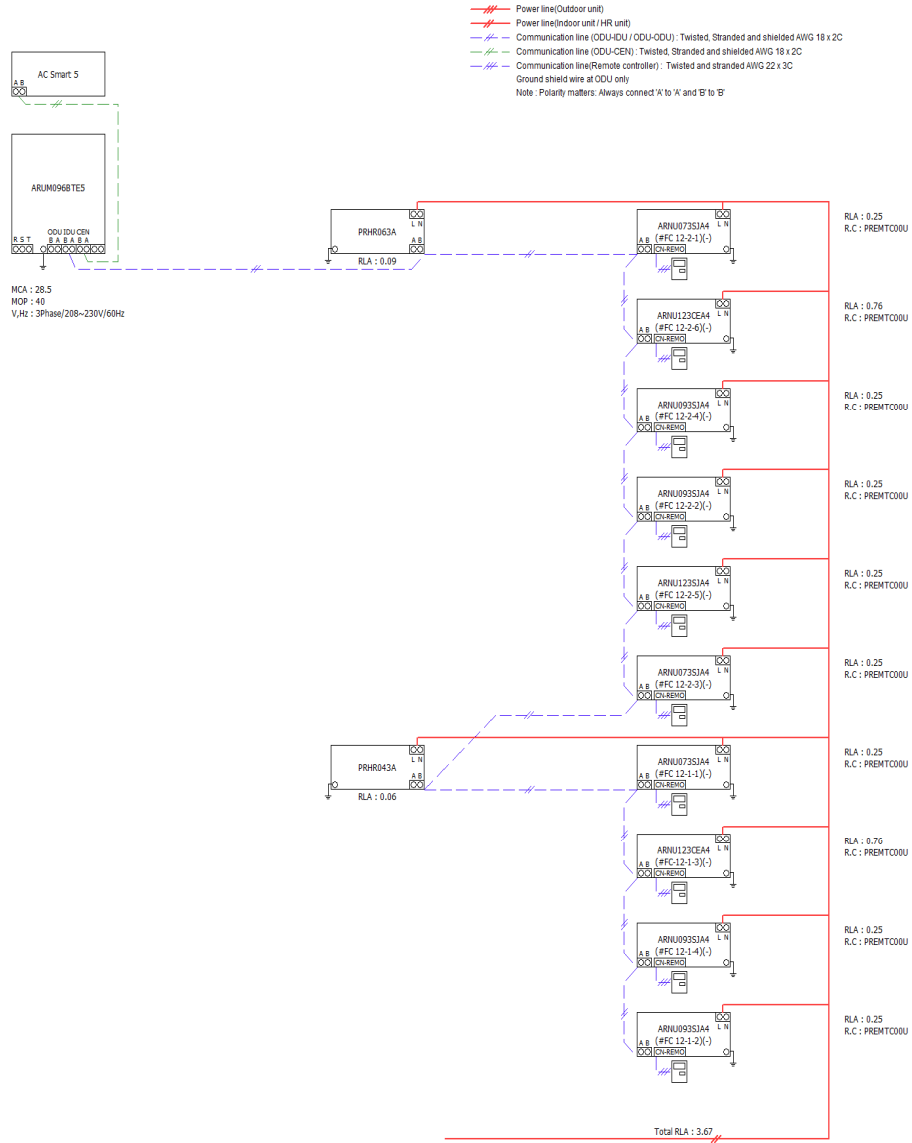 Power line(Outdoor unit)
Power line(Indoor unit / HR unit)
Communication line (ODU-IDU / ODU-ODU) : Twisted, Stranded and shielded AWG 18 x 2C
Communication line (ODU-CEN) : Twisted, Stranded and shielded AWG 18 x 2C
Communication line(Remote controller) : Twisted and stranded AWG 22 x 3C
Ground shield wire at ODU only
Note : Polarity matters: Always connect 'A' to 'A' and 'B' to 'B'
AC Smart 5
A B
ARUM096BTE5
ODU IDU CEN
R S T B A B A B A
MCA : 28.5
MOP : 40
V,Hz : 3Phase/208~230V/60Hz
PRHR063A
L N
A B
RLA : 0.09
ARNU073SJA4
(#FC 12-2-1)(-)
L N
A B
CN-REMO
RLA : 0.25
R.C : PREMTC00U
ARNU123CEA4
(#FC 12-2-6)(-)
L N
A B
CN-REMO
RLA : 0.76
R.C : PREMTC00U
ARNU093SJA4
(#FC 12-2-4)(-)
L N
A B
CN-REMO
RLA : 0.25
R.C : PREMTC00U
ARNU093SJA4
(#FC 12-2-2)(-)
L N
A B
CN-REMO
RLA : 0.25
R.C : PREMTC00U
ARNU123SJA4
(#FC 12-2-5)(-)
L N
A B
CN-REMO
RLA : 0.25
R.C : PREMTC00U
ARNU073SJA4
(#FC 12-2-3)(-)
L N
A B
CN-REMO
RLA : 0.25
R.C : PREMTC00U
PRHR043A
L N
A B
RLA : 0.06
ARNU073SJA4
(#FC 12-1-1)(-)
L N
A B
CN-REMO
RLA : 0.25
R.C : PREMTC00U
ARNU123CEA4
(#FC-12-1-3)(-)
L N
A B
CN-REMO
RLA : 0.76
R.C : PREMTC00U
ARNU093SJA4
(#FC 12-1-4)(-)
L N
A B
CN-REMO
RLA : 0.25
R.C : PREMTC00U
ARNU093SJA4
(#FC 12-1-2)(-)
L N
A B
CN-REMO
RLA : 0.25
R.C : PREMTC00U
Total RLA : 3.67